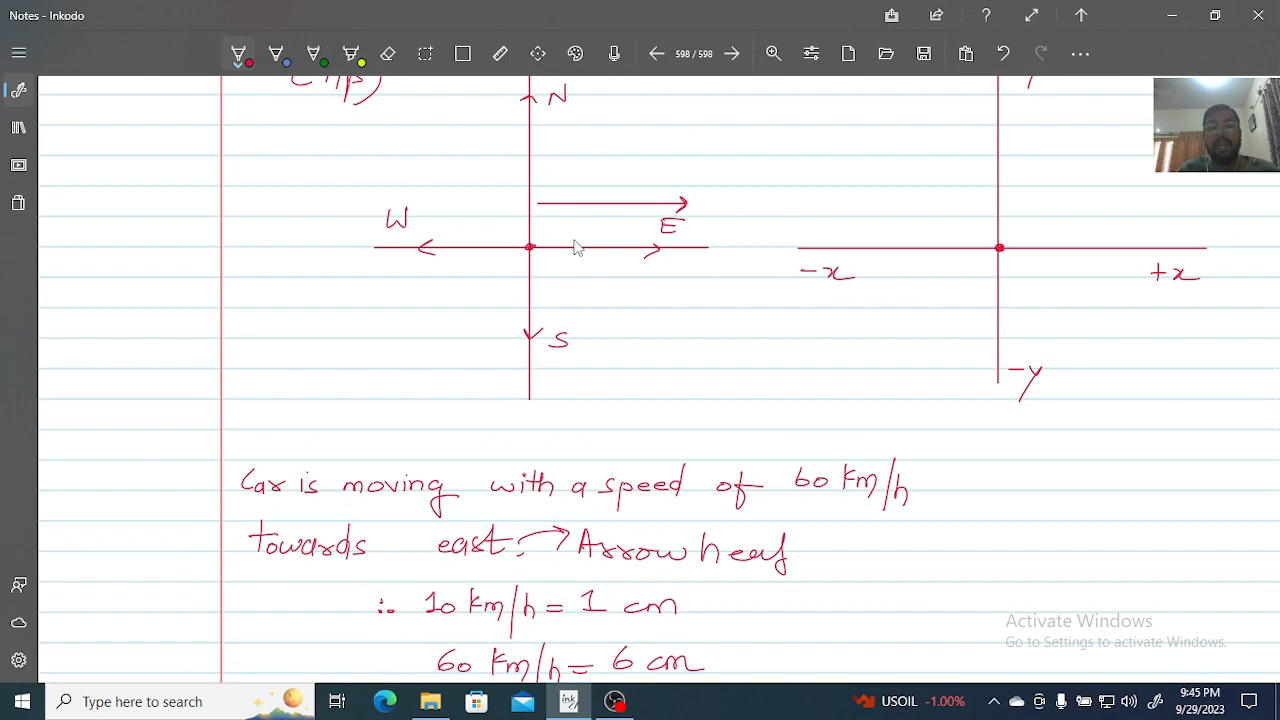 Notes - Inkodo
598 / 598
N
W
E
S
-x
+x
-y
Car is moving with a speed of 60 km/h
towards east. → Arrow head
∴ 10 km/h = 1 cm
60 km/h = 6 cm
Activate Windows
Go to Settings to activate Windows.
Type here to search
ink
USOIL -1.00%
9:45 PM
9/29/2023